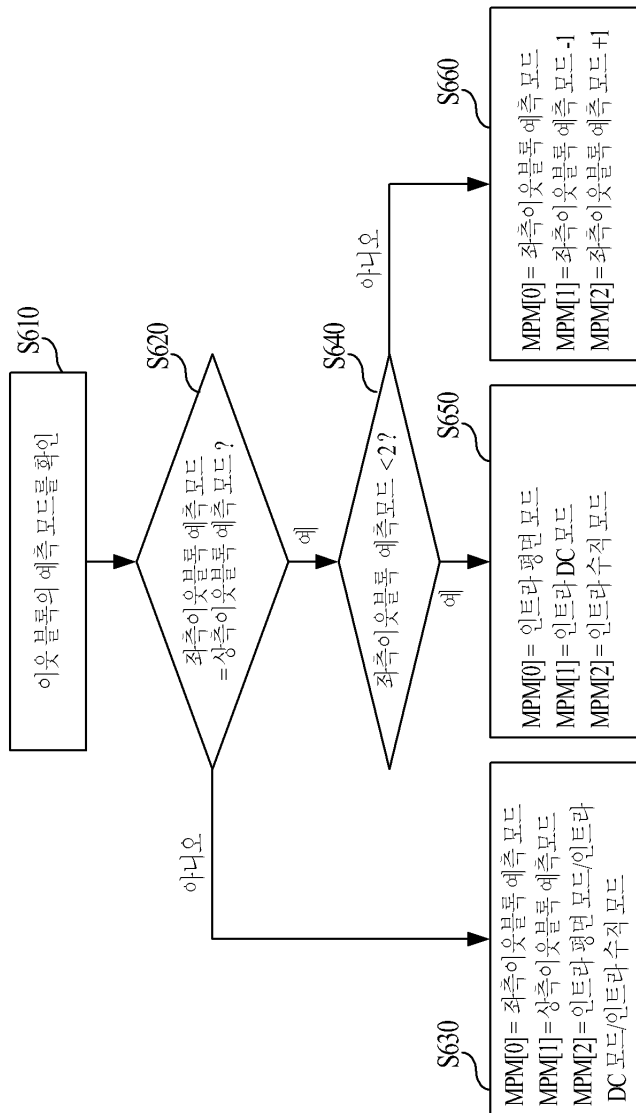 S610
이웃 블록의 예측 모드를 확인
S620
좌측이웃블록 예측 모드
=상측이웃블록 예측 모드?
아니오
예
S640
좌측이웃블록 예측모드 <2?
아니오
예
S630
MPM[0]= 좌측이웃블록 예측 모드
MPM[1]=상측이웃블록 예측모드
MPM[2]=인트라 평면 모드/인트라
DC 모드/인트라 수직 모드
S650
MPM[0]= 인트라 평면 모드
MPM[1]= 인트라 DC 모드
MPM[2]= 인트라 수직 모드
S660
MPM[0]= 좌측이웃블록 예측 모드
MPM[1]= 좌측이웃블록 예측 모드 -1
MPM[2]= 좌측이웃블록 예측 모드 +1